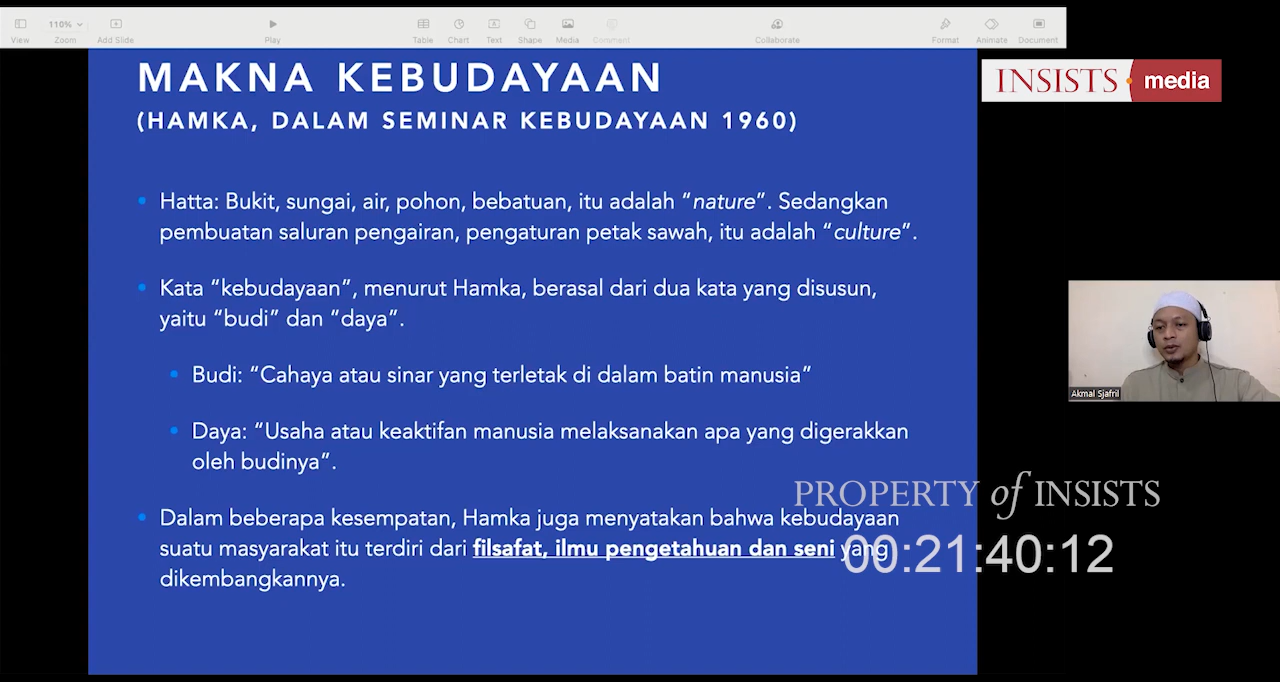 110%
View
Zoom
Add Slide
Play
Table
Chart
Text
Shape
Media
Comment
Collaborate
Format
Animate
Document
INSISTS media
MAKNA KEBUDAYAAN
(HAMKA, DALAM SEMINAR KEBUDAYAAN 1960)
• Hatta: Bukit, sungai, air, pohon, bebatuan, itu adalah “nature”. Sedangkan
pembuatan saluran pengairan, pengaturan petak sawah, itu adalah “culture”.
• Kata “kebudayaan”, menurut Hamka, berasal dari dua kata yang disusun,
yaitu “budi” dan “daya”.
• Budi: “Cahaya atau sinar yang terletak di dalam batin manusia”
• Daya: “Usaha atau keaktifan manusia melaksanakan apa yang digerakkan
oleh budinya”.
• Dalam beberapa kesempatan, Hamka juga menyatakan bahwa kebudayaan
suatu masyarakat itu terdiri dari filsafat, ilmu pengetahuan dan seni yang
dikembangkannya.
Akmal Sjafril
PROPERTY of INSISTS
00:21:40:12